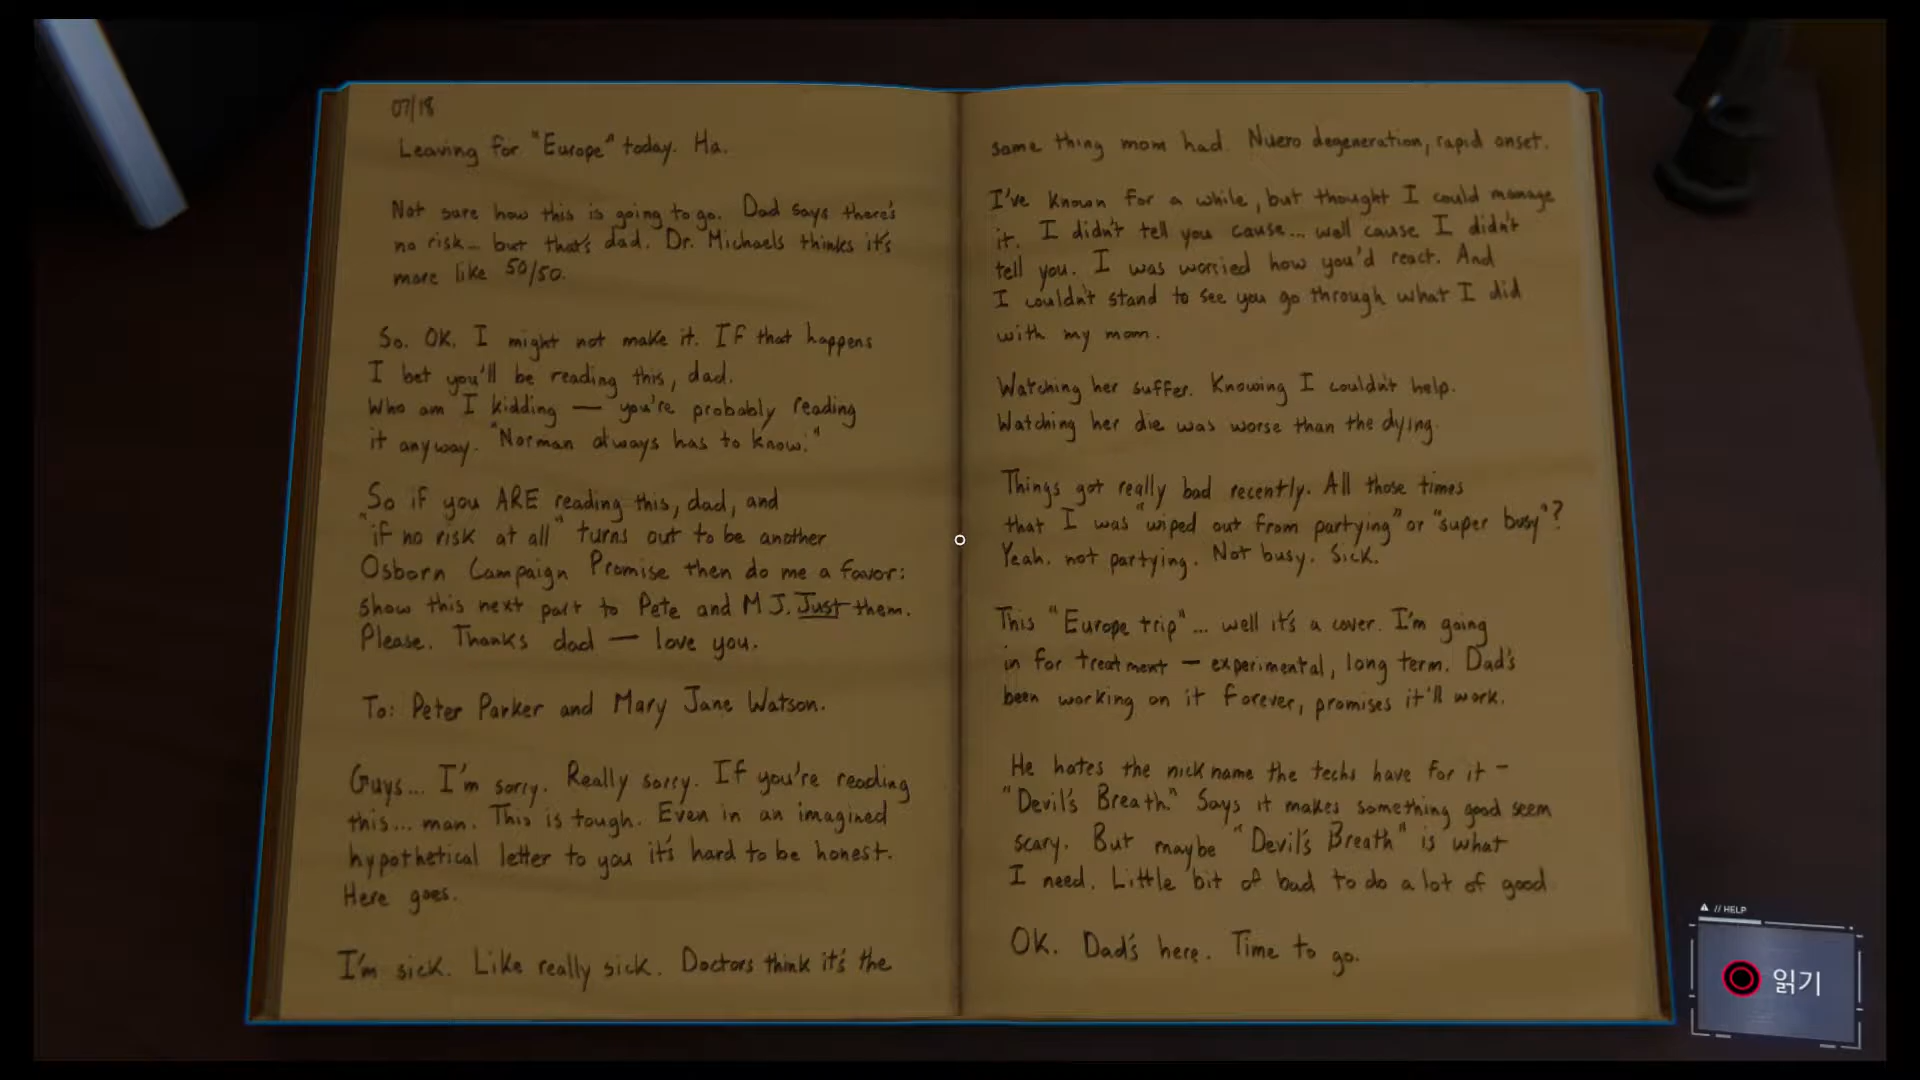 07/18
Leaving for "Europe" today. Ha.
Not sure how this is going to go. Dad says there's
no risk... but that's dad. Dr. Michaels thinks it's
more like 50/50.
So. OK. I might not make it. If that happens
I bet you'll be reading this, dad.
Who am I kidding — you're probably reading
it anyway. "Norman always has to know."
So if you ARE reading this, dad, and
"if no risk at all" turns out to be another
Osborn Campaign Promise then do me a favor:
show this next part to Pete and MJ. Just them.
Please. Thanks dad — love you.
To: Peter Parker and Mary Jane Watson.
Guys... I'm sorry. Really sorry. If you're reading
this... man. This is tough. Even in an imagined
hypothetical letter to you it's hard to be honest.
Here goes.
I'm sick. Like really sick. Doctors think it's the
same thing mom had. Nuero degeneration, rapid onset.
I've known for a while, but thought I could manage
it. I didn't tell you cause... well cause I didn't
tell you. I was worried how you'd react. And
I couldn't stand to see you go through what I did
with my mom.
Watching her suffer. Knowing I couldn't help.
Watching her die was worse than the dying.
Things got really bad recently. All those times
that I was "wiped out from partying" or "super busy"?
Yeah. not partying. Not busy. Sick.
This "Europe trip"... well it's a cover. I'm going
in for treatment — experimental, long term. Dad's
been working on it forever, promises it'll work.
He hates the nickname the techs have for it -
"Devil's Breath." Says it makes something good seem
scary. But maybe "Devil's Breath" is what
I need. Little bit of bad to do a lot of good
OK. Dad's here. Time to go.
// HELP
읽기